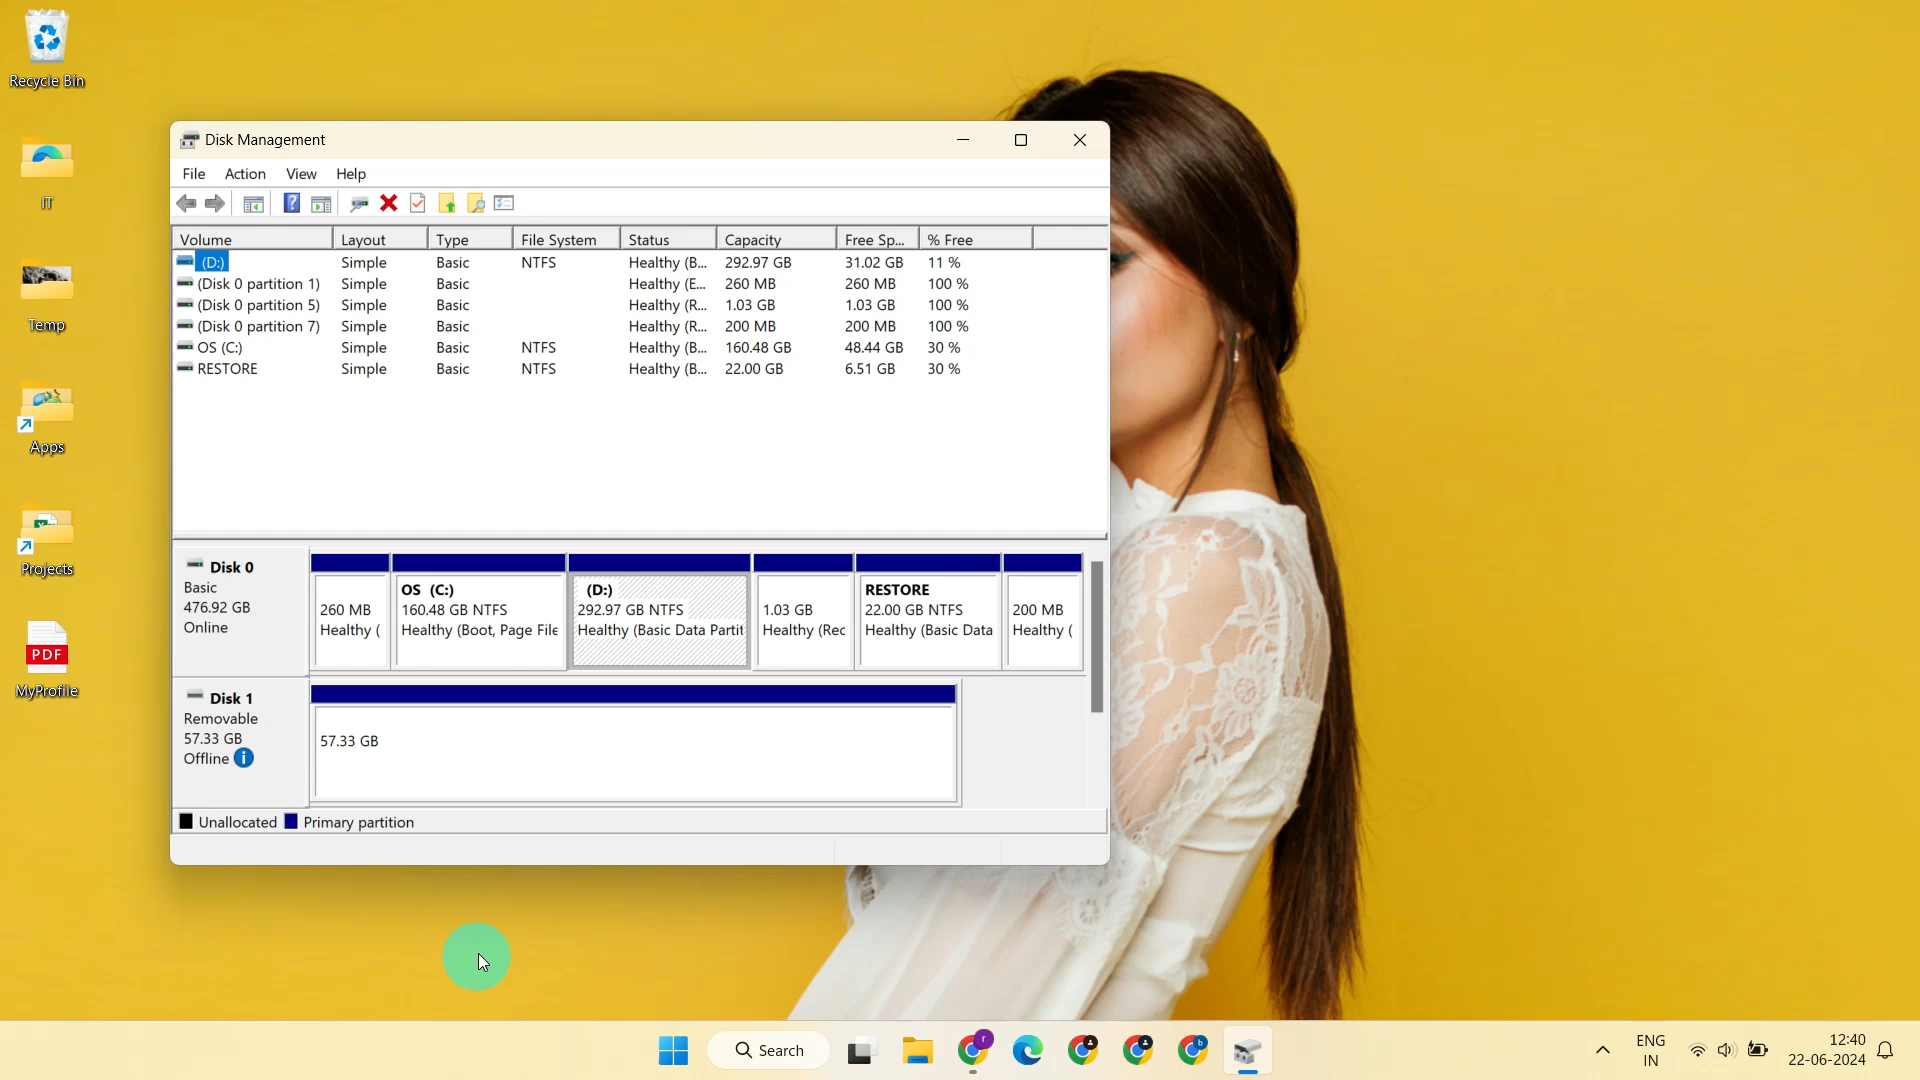 Recycle Bin
IT
Temp
Apps
Projects
PDF
MyProfile
Disk Management
File Action View Help
Volume Layout Type File System Status Capacity Free Sp... % Free
(D:) Simple Basic NTFS Healthy (B... 292.97 GB 31.02 GB 11 %
(Disk 0 partition 1) Simple Basic Healthy (E... 260 MB 260 MB 100 %
(Disk 0 partition 5) Simple Basic Healthy (R... 1.03 GB 1.03 GB 100 %
(Disk 0 partition 7) Simple Basic Healthy (R... 200 MB 200 MB 100 %
OS (C:) Simple Basic NTFS Healthy (B... 160.48 GB 48.44 GB 30 %
RESTORE Simple Basic NTFS Healthy (B... 22.00 GB 6.51 GB 30 %
Disk 0
Basic
476.92 GB
Online
260 MB
Healthy (
OS (C:)
160.48 GB NTFS
Healthy (Boot, Page File
(D:)
292.97 GB NTFS
Healthy (Basic Data Partit
1.03 GB
Healthy (Rec
RESTORE
22.00 GB NTFS
Healthy (Basic Data
200 MB
Healthy (
Disk 1
Removable
57.33 GB
Offline
57.33 GB
Unallocated Primary partition
Search
ENG
IN
12:40
22-06-2024